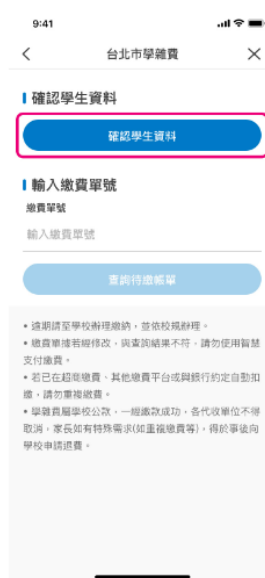 9:41
台北市學雜費
確認學生資料
確認學生資料
輸入繳費單號
繳費單號
輸入繳費單號
查詢待繳帳單
• 逾期請至學校辦理繳納，並依校規辦理。
• 繳費單據若經修改，與查詢結果不符，請勿使用智慧
支付繳費。
• 若已在超商繳費、其他繳費平台或與銀行約定自動扣
繳，請勿重複繳費。
• 學雜費屬學校公款，一經繳款成功，各代收單位不得
取消，家長如有特殊需求(如重複繳費等)，得於事後向
學校申請退費。